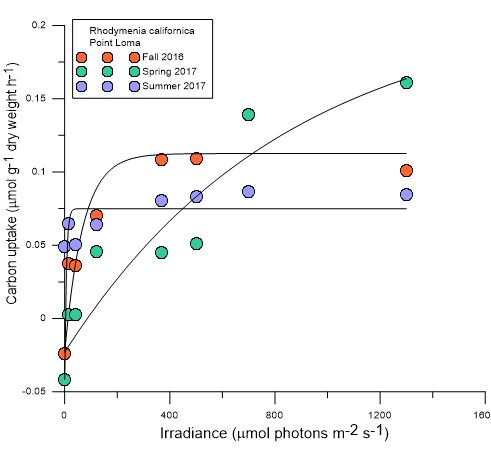 Rhodymenia californica
Point Loma
Fall 2016
Spring 2017
Summer 2017
0.2
0.15
0.1
0.05
0
-0.05
Carbon uptake (μmol g-1 dry weight h-1)
0 400 800 1200 160
Irradiance (μmol photons m-2 s-1)